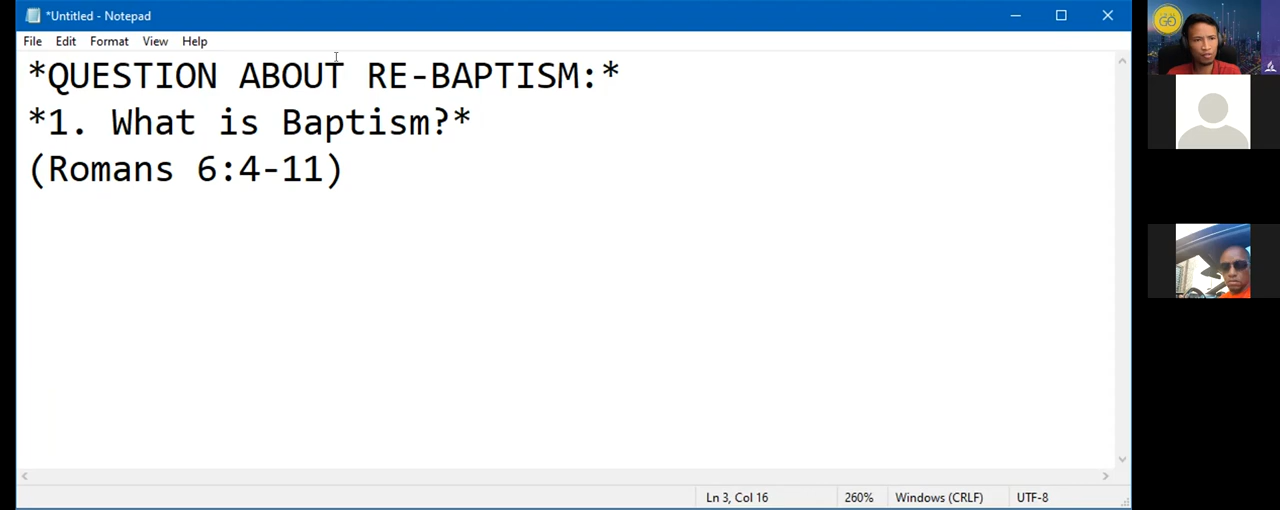 *Untitled - Notepad
File Edit Format View Help
*QUESTION ABOUT RE-BAPTISM:*
*1. What is Baptism?*
(Romans 6:4-11)
Ln 3, Col 16 260% Windows (CRLF) UTF-8
GO